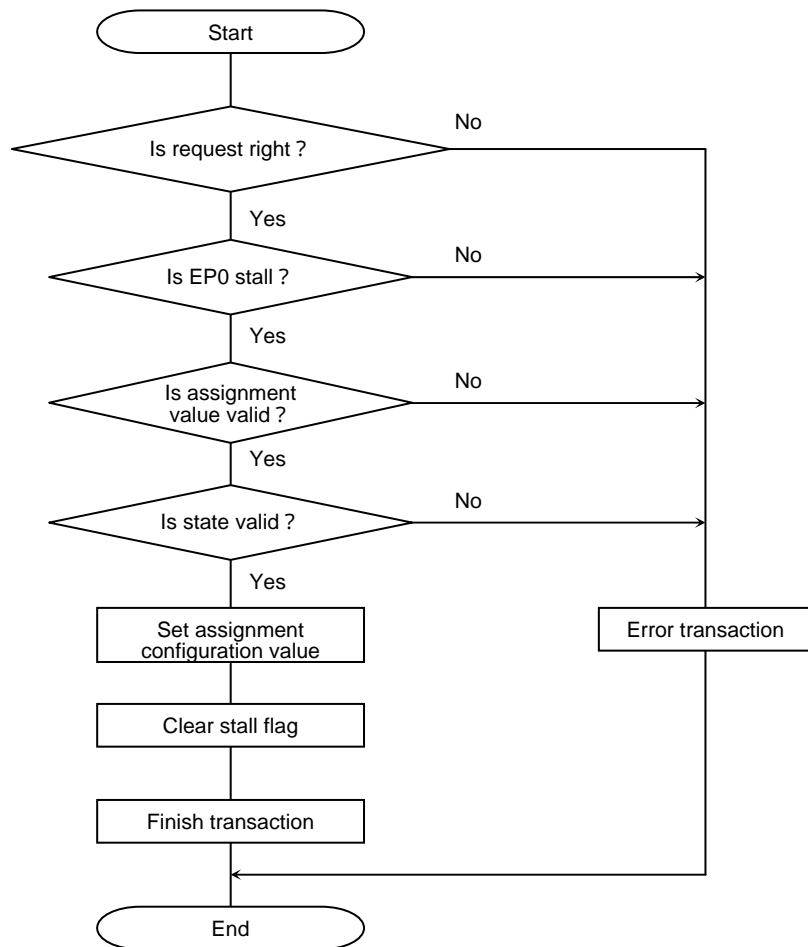 Start
No
Is request right ?
Yes
No
Is EP0 stall ?
Yes
No
Is assignment
value valid ?
Yes
No
Is state valid ?
Yes
Set assignment
configuration value
Error transaction
Clear stall flag
Finish transaction
End